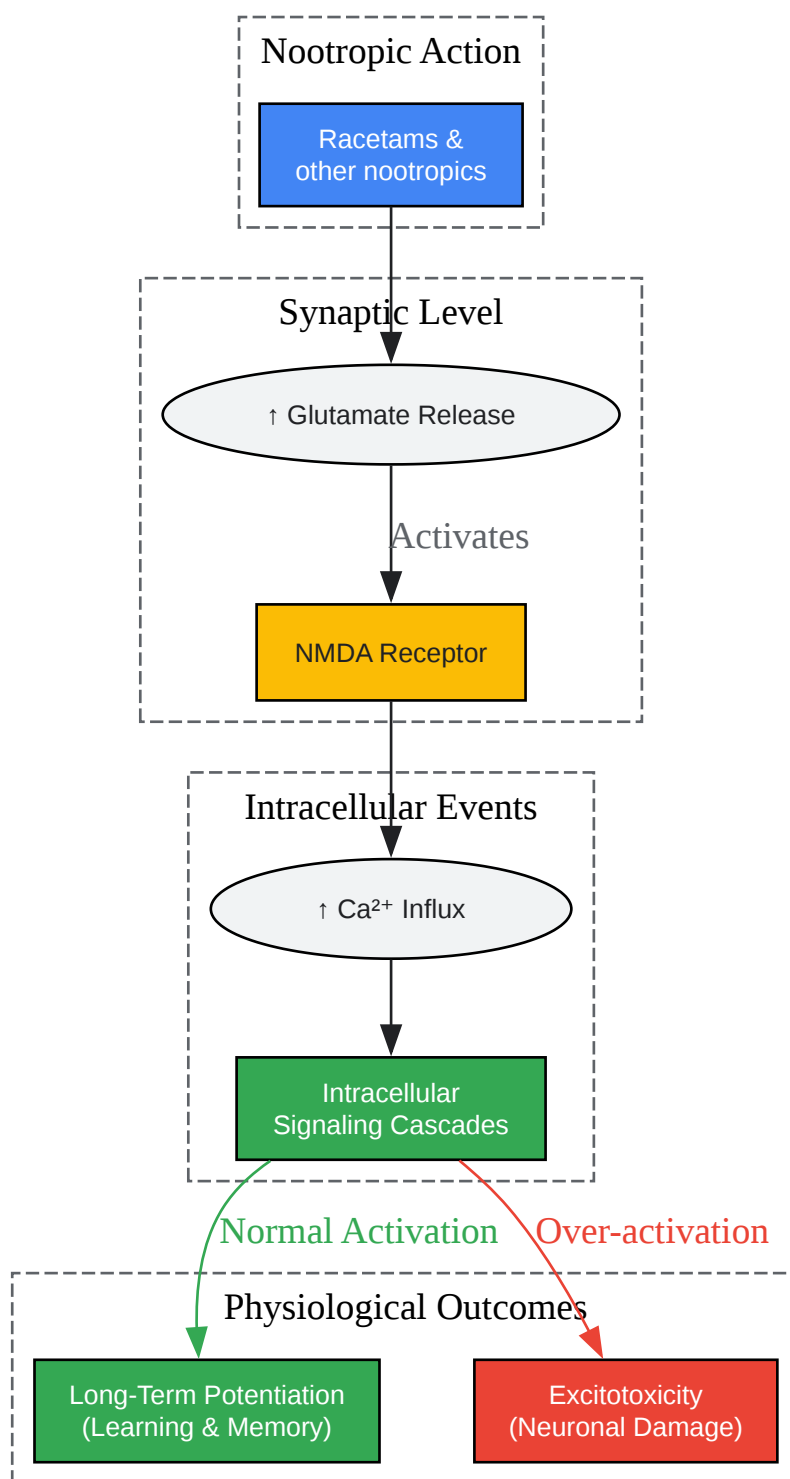 Nootropic Action
Racetams &
other nootropics
Synaptic Level
↑ Glutamate Release
Activates
NMDA Receptor
Intracellular Events
↑ Ca²⁺ Influx
Intracellular
Signaling Cascades
Normal Activation
Over-activation
Physiological Outcomes
Long-Term Potentiation
(Learning & Memory)
Excitotoxicity
(Neuronal Damage)